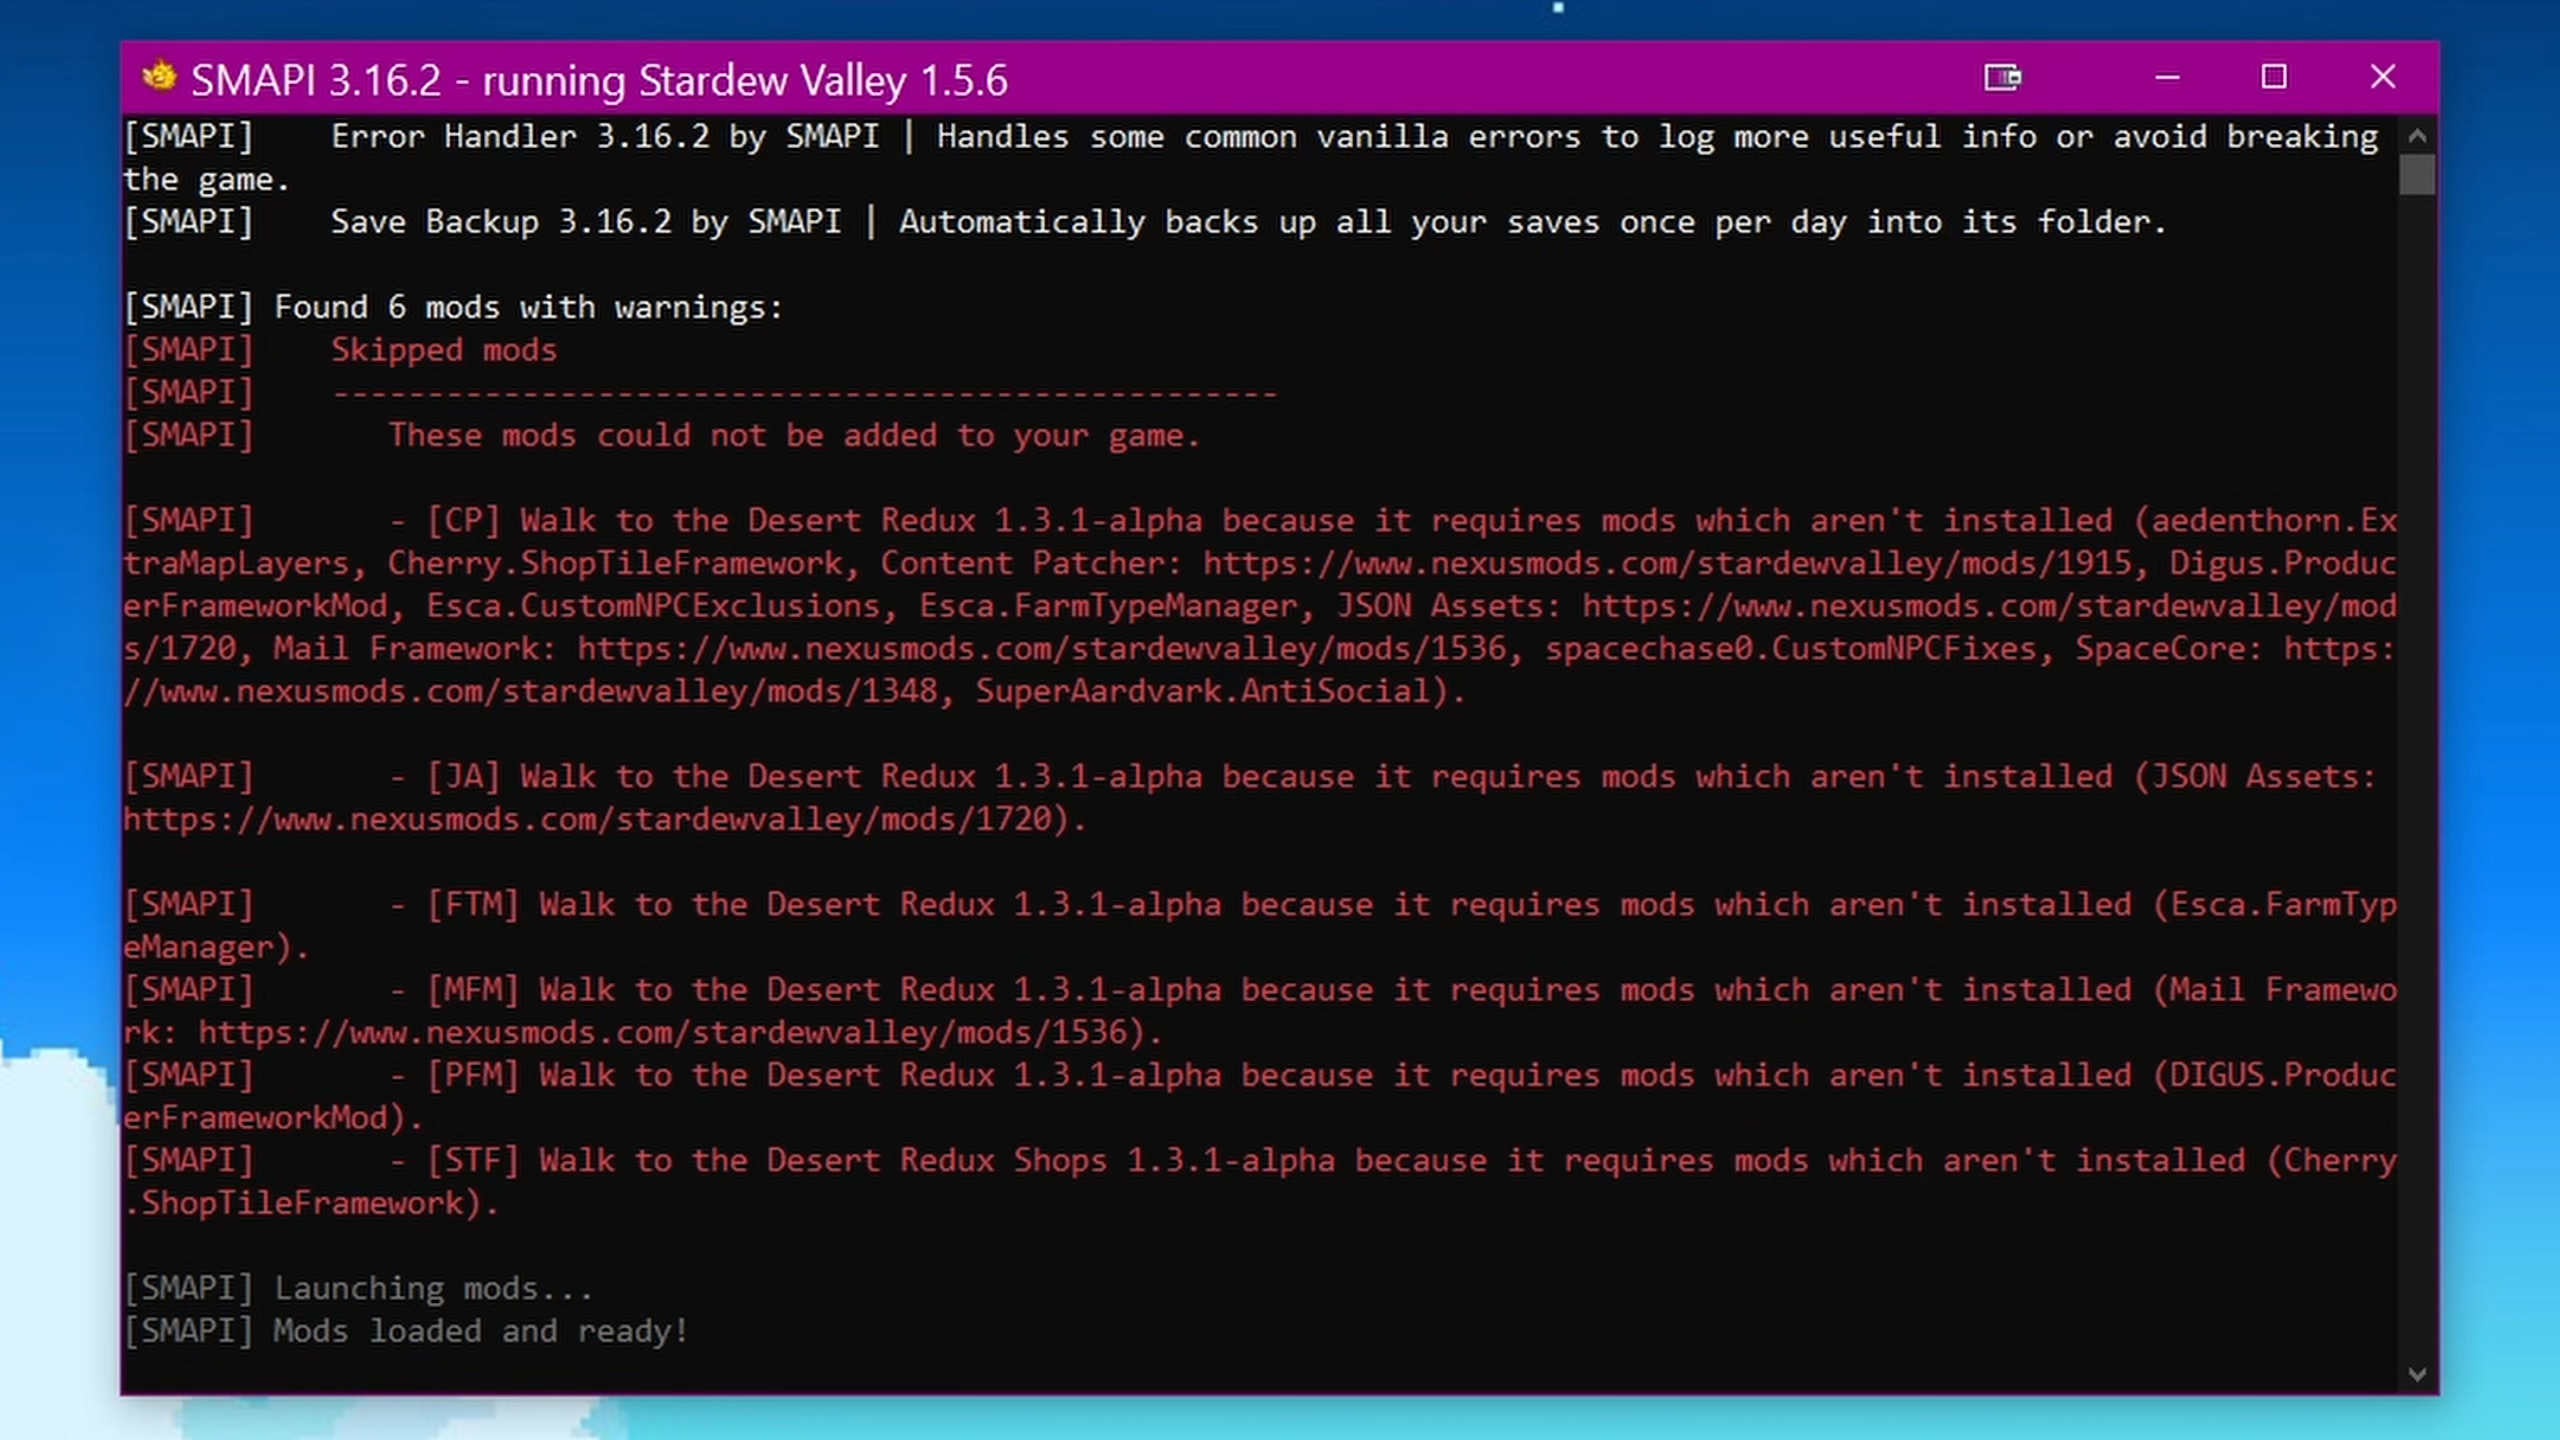 SMAPI 3.16.2 - running Stardew Valley 1.5.6
[SMAPI]    Error Handler 3.16.2 by SMAPI | Handles some common vanilla errors to log more useful info or avoid breaking
the game.
[SMAPI]    Save Backup 3.16.2 by SMAPI | Automatically backs up all your saves once per day into its folder.
[SMAPI] Found 6 mods with warnings:
[SMAPI]    Skipped mods
[SMAPI]    --------------------------------------------------
[SMAPI]       These mods could not be added to your game.
[SMAPI]       - [CP] Walk to the Desert Redux 1.3.1-alpha because it requires mods which aren't installed (aedenthorn.Ex
traMapLayers, Cherry.ShopTileFramework, Content Patcher: https://www.nexusmods.com/stardewvalley/mods/1915, Digus.Produc
erFrameworkMod, Esca.CustomNPCExclusions, Esca.FarmTypeManager, JSON Assets: https://www.nexusmods.com/stardewvalley/mod
s/1720, Mail Framework: https://www.nexusmods.com/stardewvalley/mods/1536, spacechase0.CustomNPCFixes, SpaceCore: https:
//www.nexusmods.com/stardewvalley/mods/1348, SuperAardvark.AntiSocial).
[SMAPI]       - [JA] Walk to the Desert Redux 1.3.1-alpha because it requires mods which aren't installed (JSON Assets:
https://www.nexusmods.com/stardewvalley/mods/1720).
[SMAPI]       - [FTM] Walk to the Desert Redux 1.3.1-alpha because it requires mods which aren't installed (Esca.FarmTyp
eManager).
[SMAPI]       - [MFM] Walk to the Desert Redux 1.3.1-alpha because it requires mods which aren't installed (Mail Framewo
rk: https://www.nexusmods.com/stardewvalley/mods/1536).
[SMAPI]       - [PFM] Walk to the Desert Redux 1.3.1-alpha because it requires mods which aren't installed (DIGUS.Produc
erFrameworkMod).
[SMAPI]       - [STF] Walk to the Desert Redux Shops 1.3.1-alpha because it requires mods which aren't installed (Cherry
.ShopTileFramework).
[SMAPI] Launching mods...
[SMAPI] Mods loaded and ready!